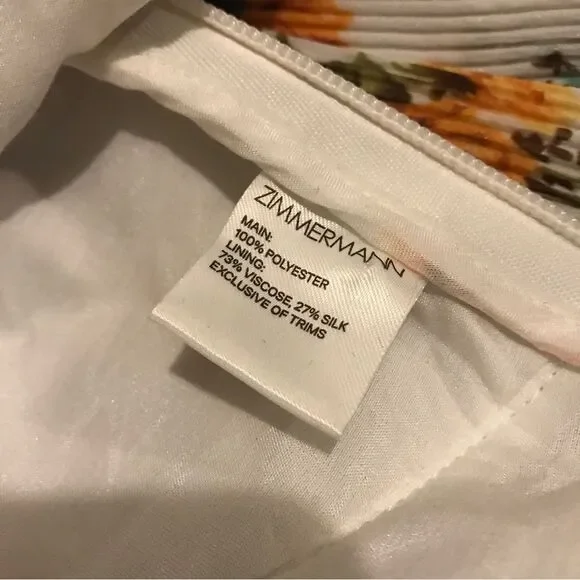 ZIMMERMANN
MAIN:
100% POLYESTER
LINING:
73% VISCOSE, 27% SILK
EXCLUSIVE OF TRIMS